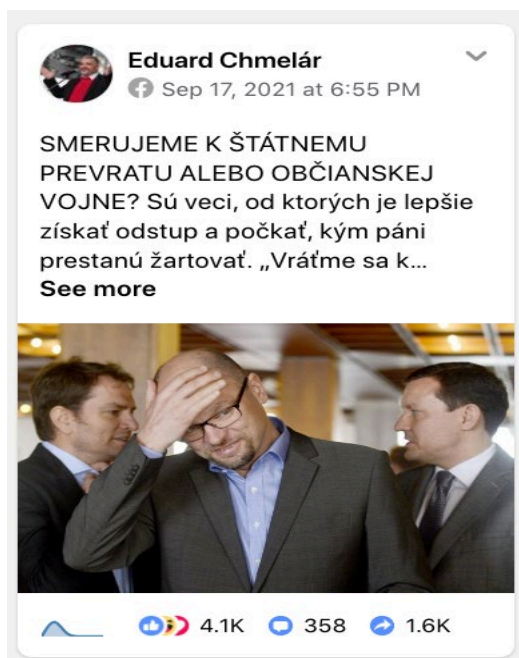 Eduard Chmelár
Sep 17, 2021 at 6:55 PM
SMERUJEME K ŠTÁTNEMU
PREVRATU ALEBO OBČIANSKEJ
VOJNE? Sú veci, od ktorých je lepšie
získať odstup a počkať, kým páni
prestanú žartovať. „Vráťme sa k...
See more
4.1K 358 1.6K